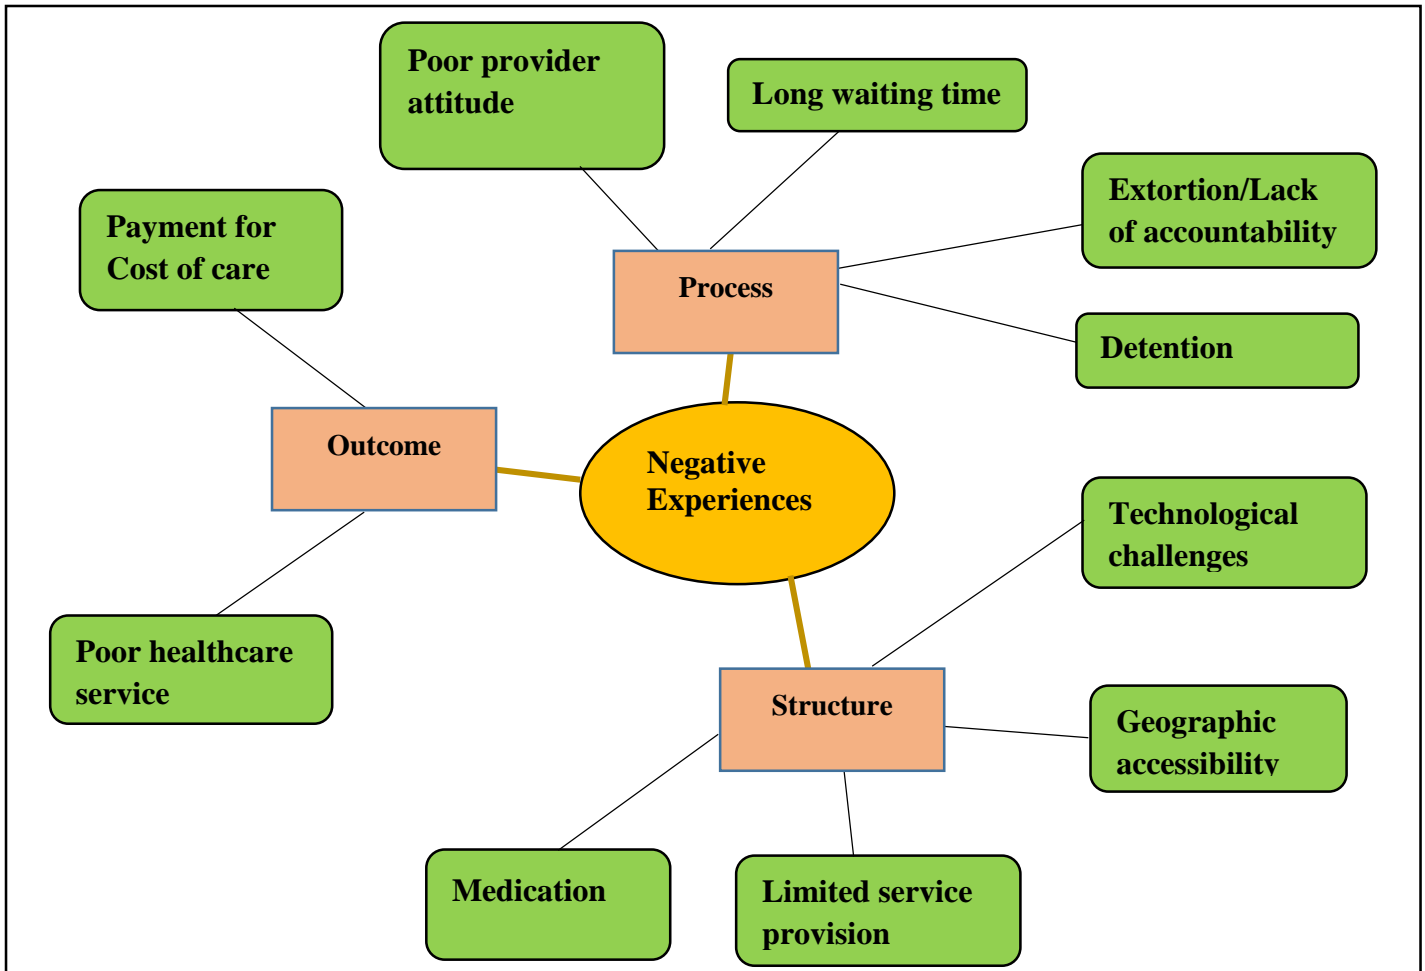 Poor provider
attitude
Long waiting time
Extortion/Lack
of accountability
Payment for
Cost of care
Process
Detention
Outcome
Negative
Experiences
Technological
challenges
Poor healthcare
service
Structure
Geographic
accessibility
Medication
Limited service
provision